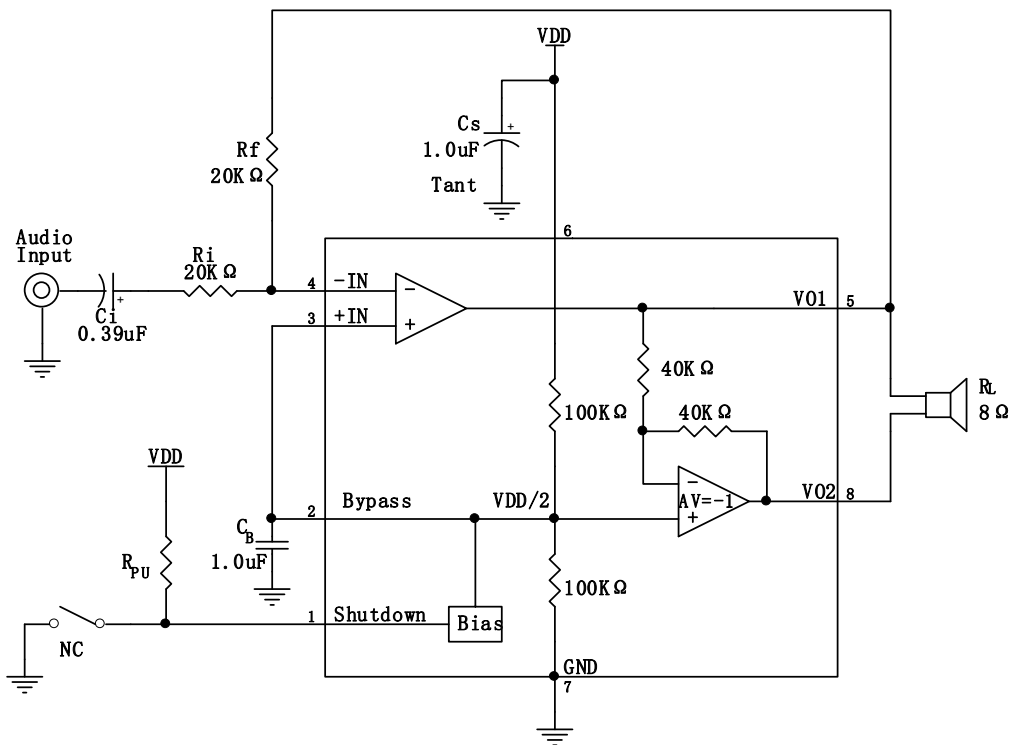 VDD
Cs
+
1.0uF
Tant
Rf
20KΩ
6
Audio
Input
Ri
20KΩ
4
-IN
−
+
Ci
0.39uF
3
+IN
+
VO1
5
40KΩ
40KΩ
100KΩ
RL
8Ω
VDD
2
Bypass
VDD/2
−
AV=-1
+
VO2
8
CB
1.0uF
RPU
100KΩ
1
Shutdown
Bias
NC
GND
7